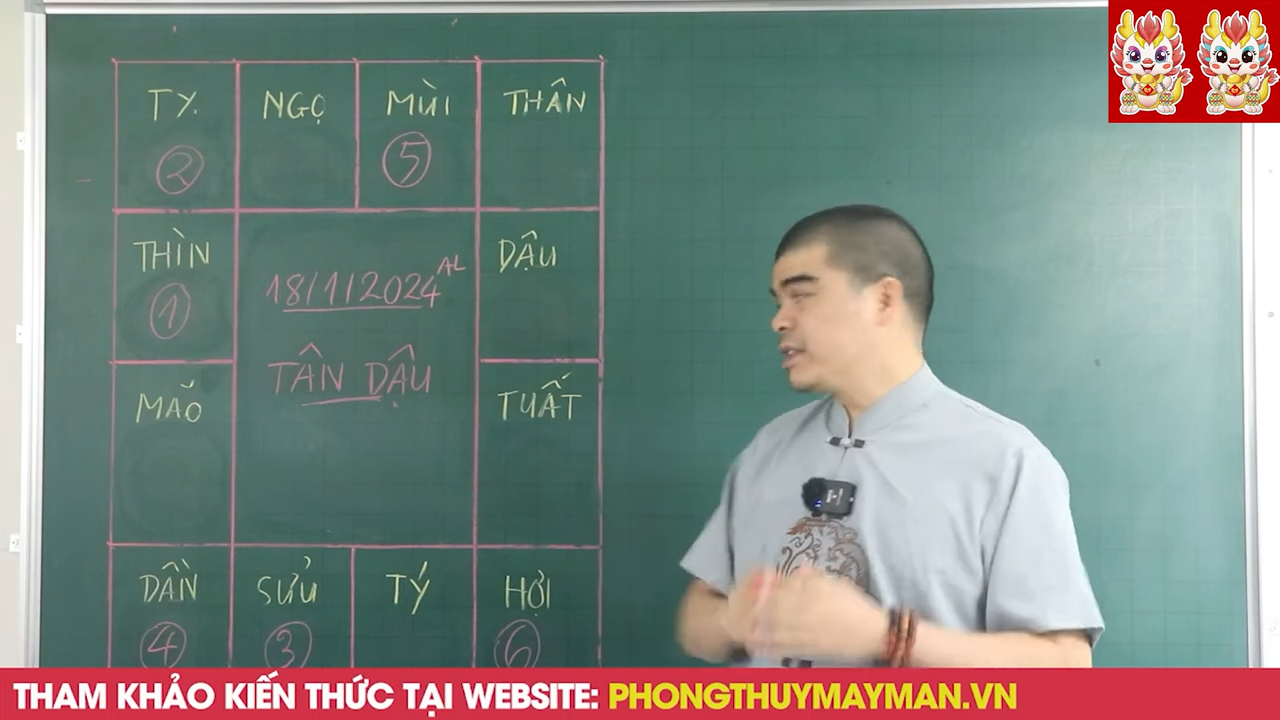 TỴ
NGỌ
MÙI
THÂN
②
⑤
THÌN
①
18/1/2024 AL
TÂN DẬU
DẬU
MÃO
TUẤT
DẦN
SỬU
TÝ
HỢI
④
③
⑥
THAM KHẢO KIẾN THỨC TẠI WEBSITE: PHONGTHUYMAYMAN.VN